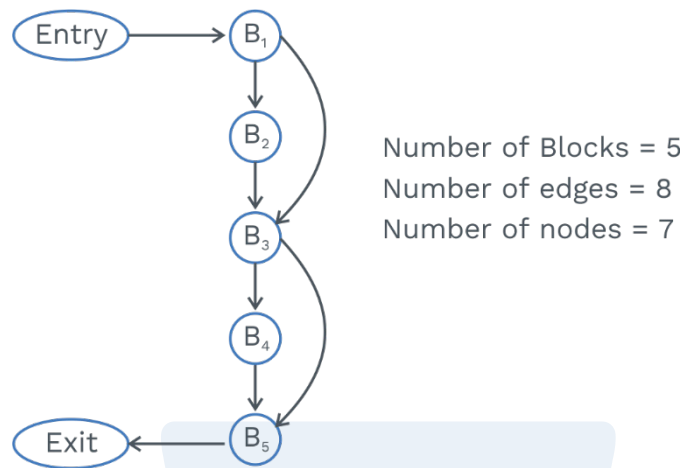 Entry
B₁
B₂
Number of Blocks = 5
Number of edges = 8
Number of nodes = 7
B₃
B₄
B₅
Exit